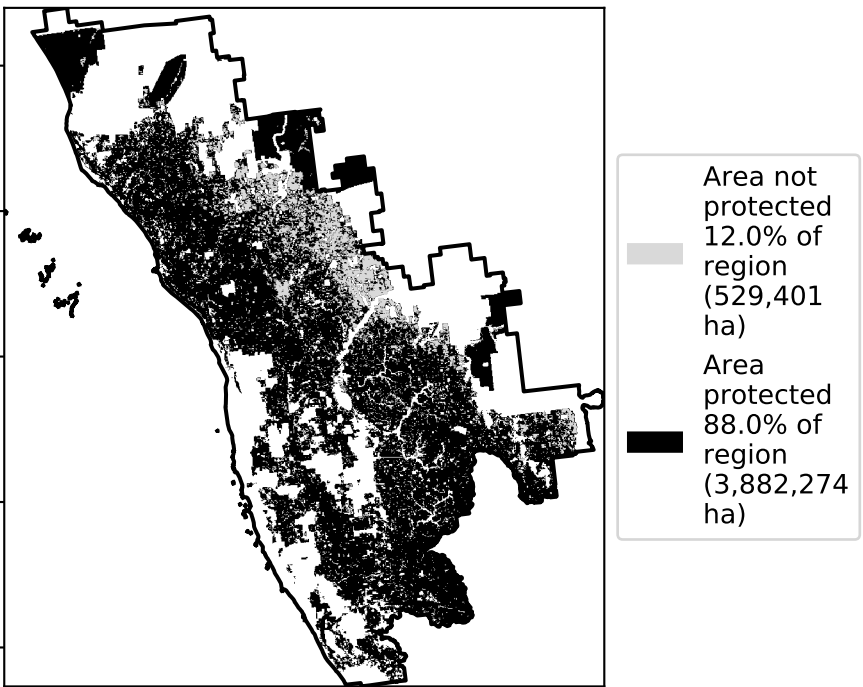 Area not
protected
12.0% of
region
(529,401
ha)
Area
protected
88.0% of
region
(3,882,274
ha)